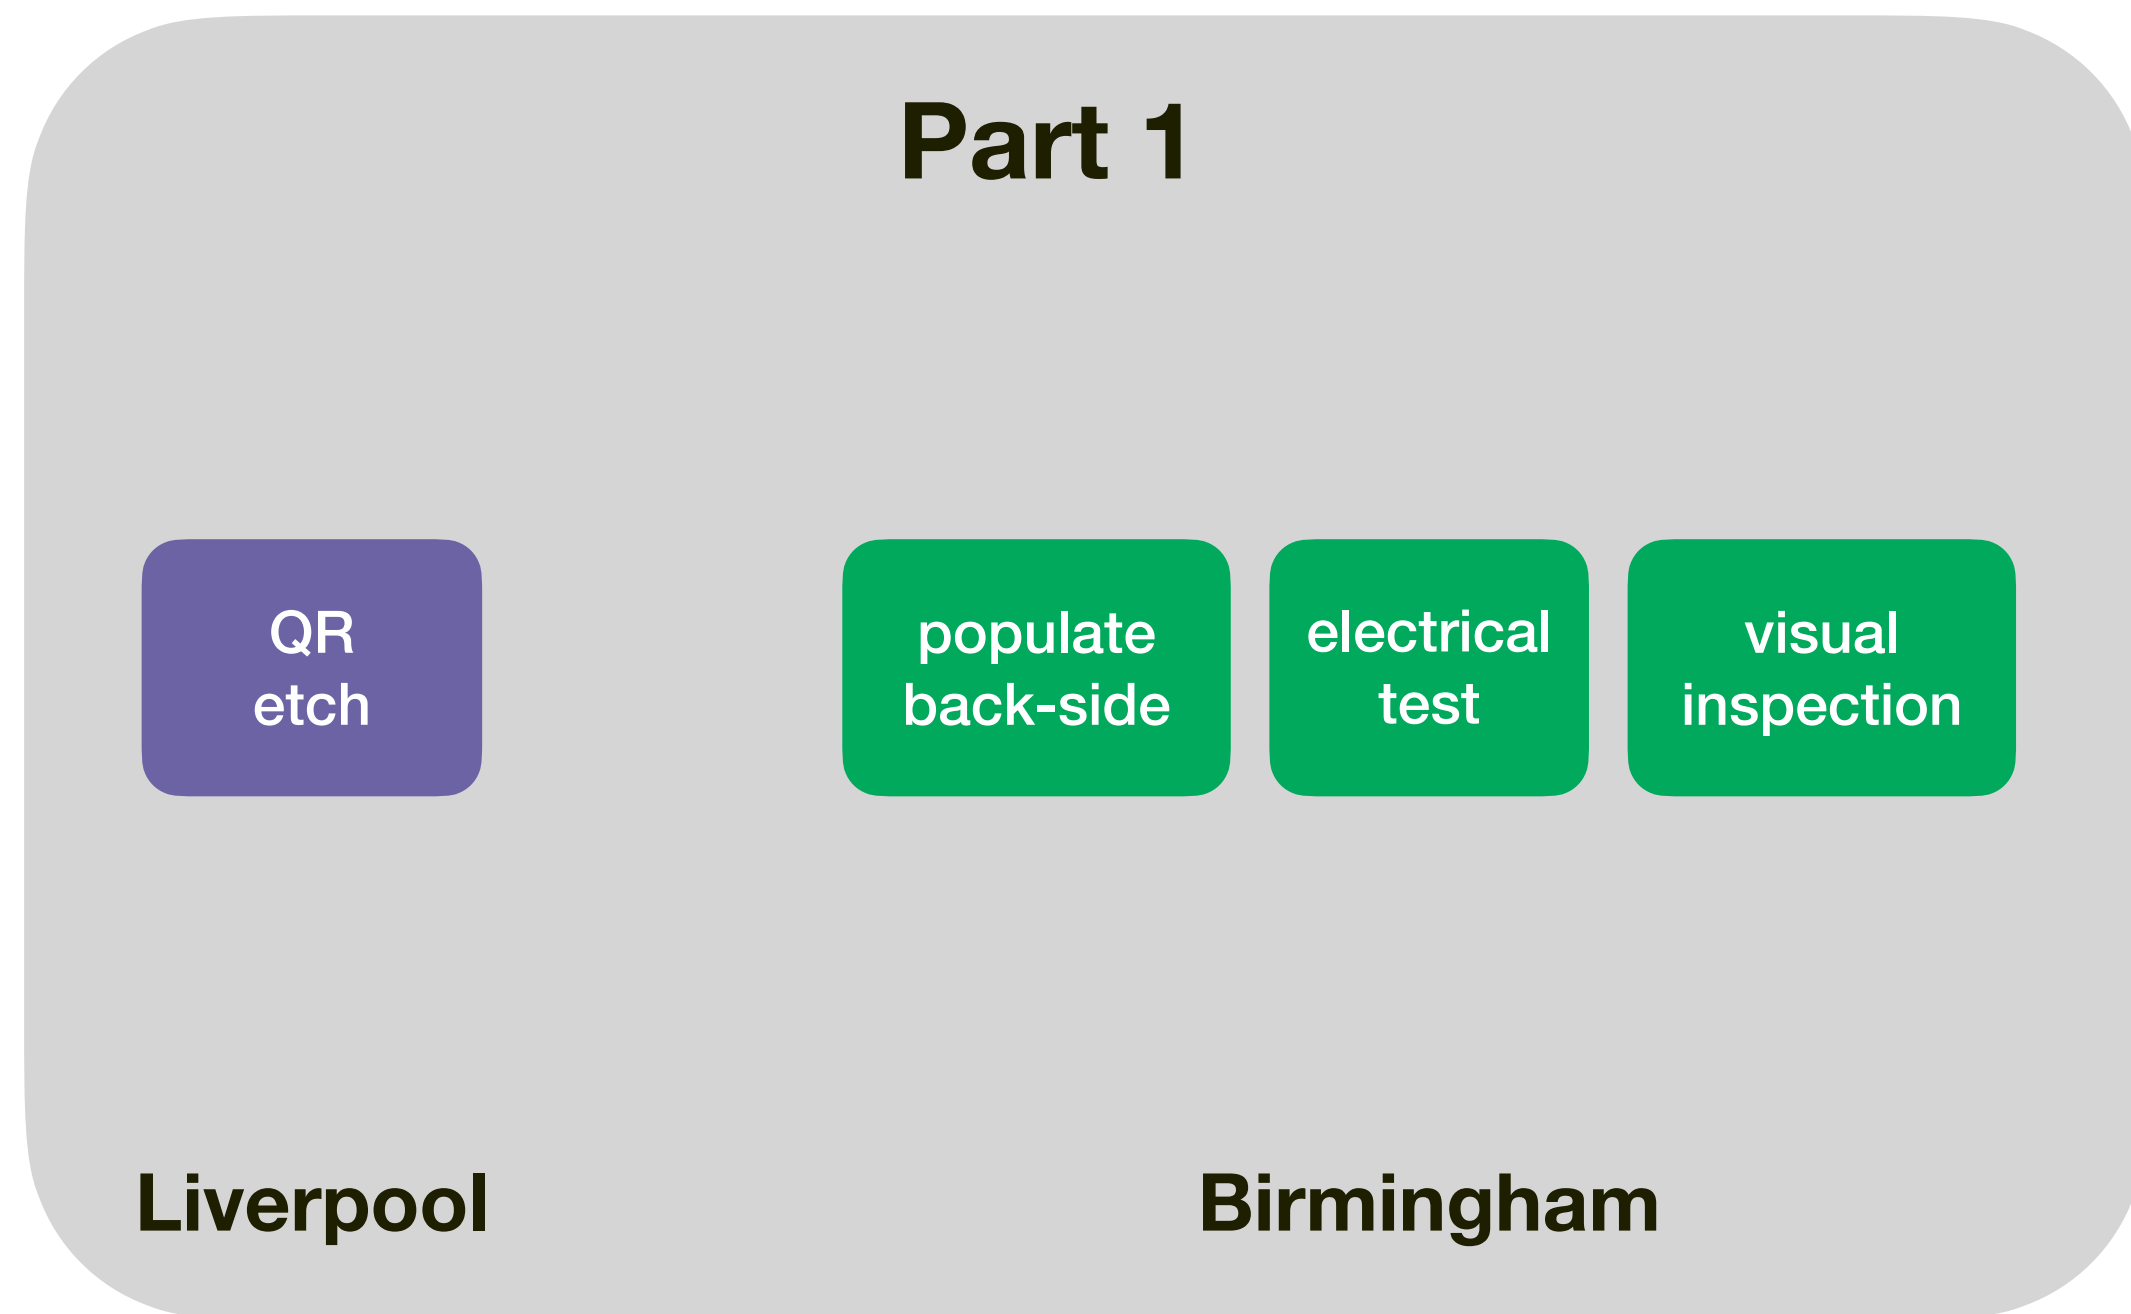 Part 1
QR
etch
populate
back-side
electrical
test
visual
inspection
Liverpool
Birmingham